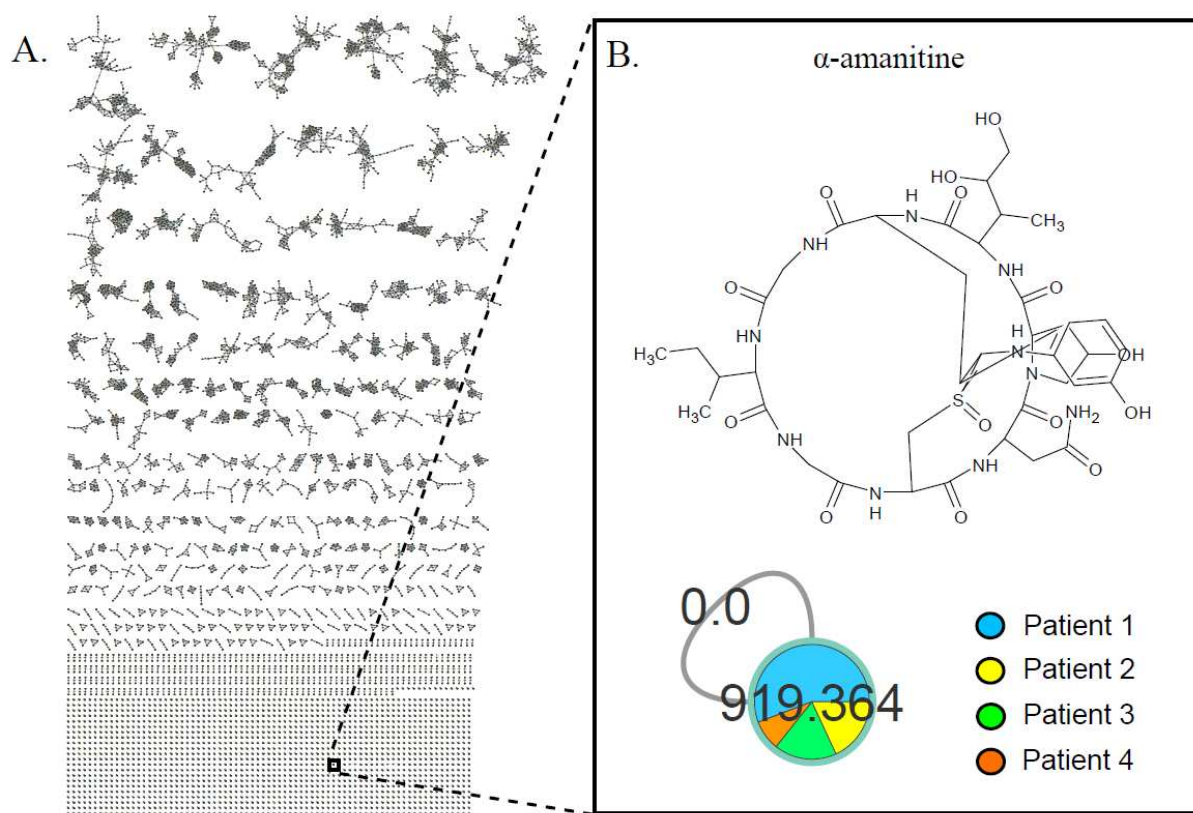 A.
B.
α-amanitine
HO
HO
O
H
N
O
CH₃
NH
NH
O
O
H
N
NH
OH
N
H₃C
S
O
O
NH₂
OH
H₃C
O
NH
NH
O
O
N
H
O
0.0
919.364
Patient 1
Patient 2
Patient 3
Patient 4